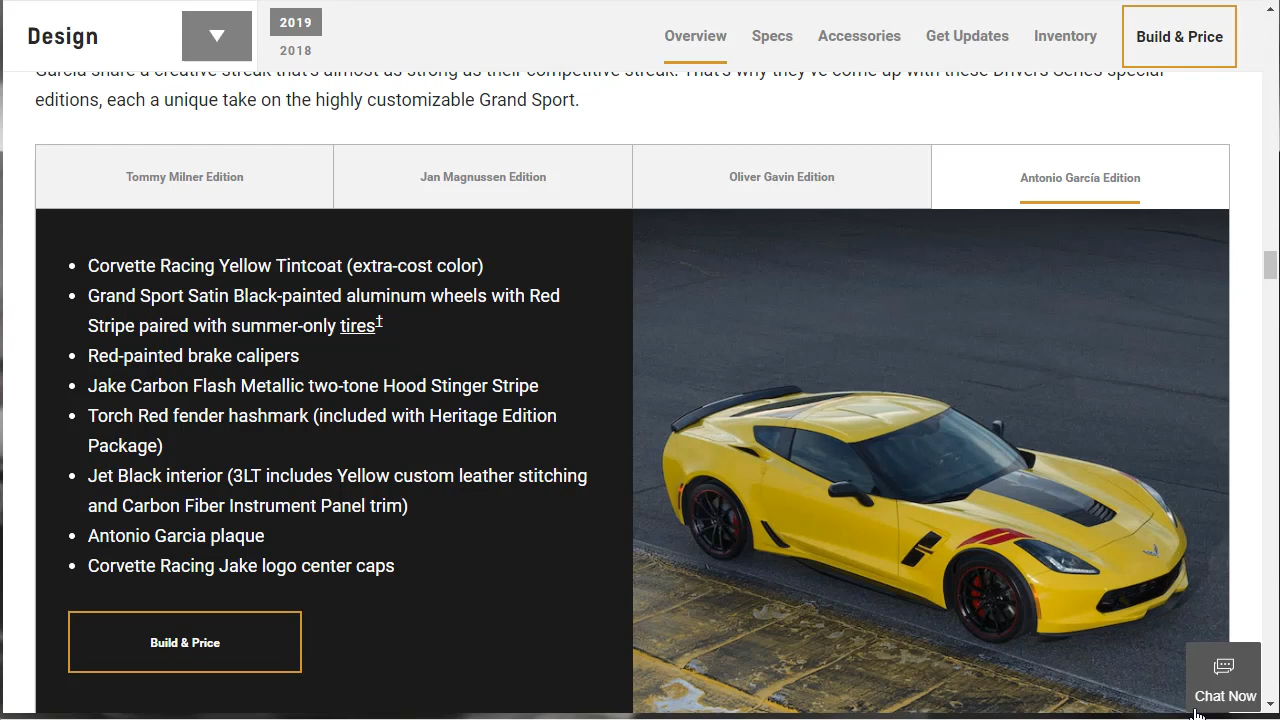 Design
2019
2018
Overview
Specs
Accessories
Get Updates
Inventory
Build & Price
Garcia share a creative streak that's almost as strong as their competitive streak. That's why they've come up with these Drivers Series special
editions, each a unique take on the highly customizable Grand Sport.
Tommy Milner Edition
Jan Magnussen Edition
Oliver Gavin Edition
Antonio García Edition
• Corvette Racing Yellow Tintcoat (extra-cost color)
• Grand Sport Satin Black-painted aluminum wheels with Red
Stripe paired with summer-only tires†
• Red-painted brake calipers
• Jake Carbon Flash Metallic two-tone Hood Stinger Stripe
• Torch Red fender hashmark (included with Heritage Edition
Package)
• Jet Black interior (3LT includes Yellow custom leather stitching
and Carbon Fiber Instrument Panel trim)
• Antonio Garcia plaque
• Corvette Racing Jake logo center caps
Build & Price
Chat Now